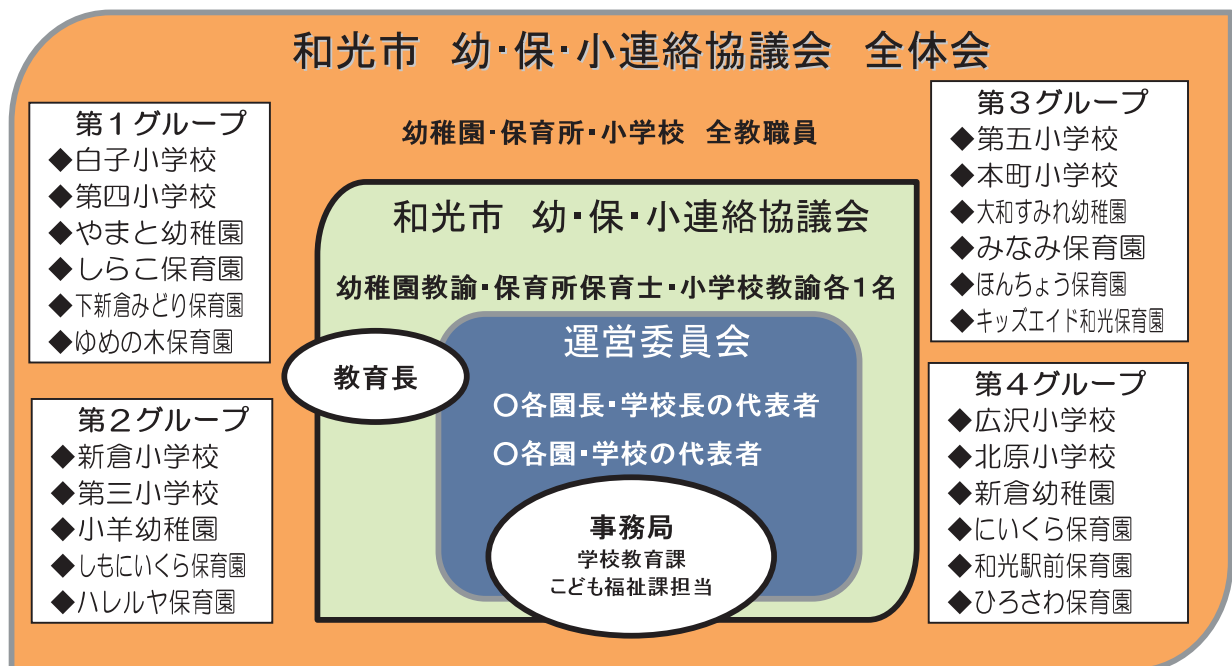 和光市 幼・保・小連絡協議会 全体会
幼稚園・保育所・小学校 全教職員
第1グループ
◆白子小学校
◆第四小学校
◆やまと幼稚園
◆しらこ保育園
◆下新倉みどり保育園
◆ゆめの木保育園
第2グループ
◆新倉小学校
◆第三小学校
◆小羊幼稚園
◆しもにいくら保育園
◆ハレルヤ保育園
和光市 幼・保・小連絡協議会
幼稚園教諭・保育所保育士・小学校教諭各1名
教育長
運営委員会
○各園長・学校長の代表者
○各園・学校の代表者
事務局
学校教育課
こども福祉課担当
第3グループ
◆第五小学校
◆本町小学校
◆大和すみれ幼稚園
◆みなみ保育園
◆ほんちょう保育園
◆キッズエイド和光保育園
第4グループ
◆広沢小学校
◆北原小学校
◆新倉幼稚園
◆にいくら保育園
◆和光駅前保育園
◆ひろさわ保育園